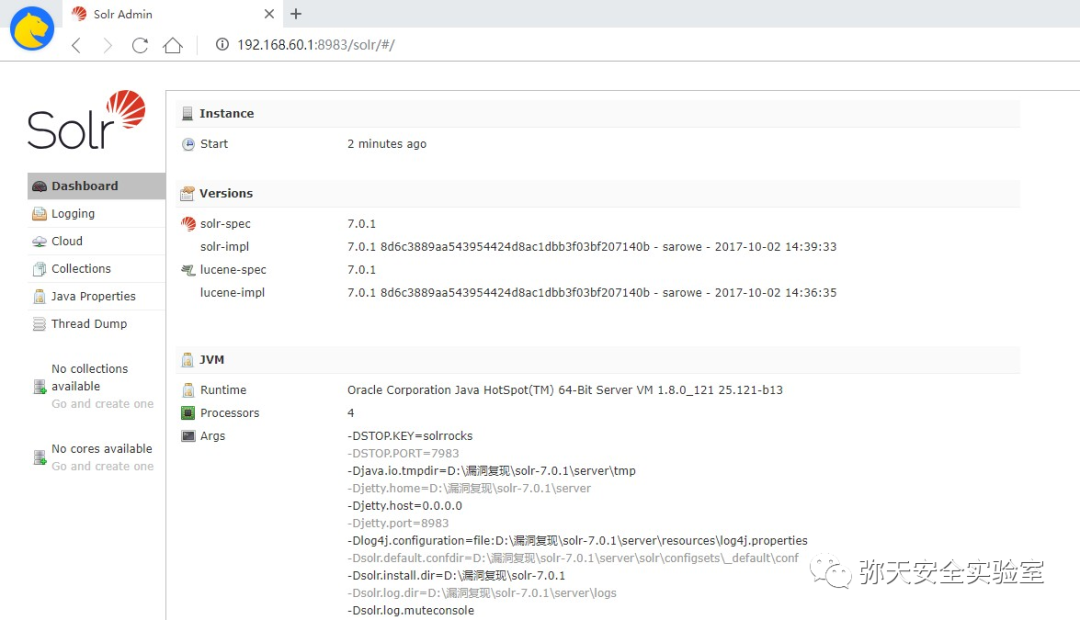 Solr Admin
192.168.60.1:8983/solr/#/
Solr
Dashboard
Logging
Cloud
Collections
Java Properties
Thread Dump
No collections
available
Go and create one
No cores available
Go and create one
Instance
Start 2 minutes ago
Versions
solr-spec 7.0.1
solr-impl 7.0.1 8d6c3889aa543954424d8ac1dbb3f03bf207140b - sarowe - 2017-10-02 14:39:33
lucene-spec 7.0.1
lucene-impl 7.0.1 8d6c3889aa543954424d8ac1dbb3f03bf207140b - sarowe - 2017-10-02 14:36:35
JVM
Runtime Oracle Corporation Java HotSpot(TM) 64-Bit Server VM 1.8.0_121 25.121-b13
Processors 4
Args -DSTOP.KEY=solrrocks
-DSTOP.PORT=7983
-Djava.io.tmpdir=D:\漏洞复现\solr-7.0.1\server\tmp
-Djetty.home=D:\漏洞复现\solr-7.0.1\server
-Djetty.host=0.0.0.0
-Djetty.port=8983
-Dlog4j.configuration=file:D:\漏洞复现\solr-7.0.1\server\resources\log4j.properties
-Dsolr.default.confdir=D:\漏洞复现\solr-7.0.1\server\solr\configsets\_default\conf
-Dsolr.install.dir=D:\漏洞复现\solr-7.0.1
-Dsolr.log.dir=D:\漏洞复现\solr-7.0.1\server\logs
-Dsolr.log.muteconsole
弥天安全实验室